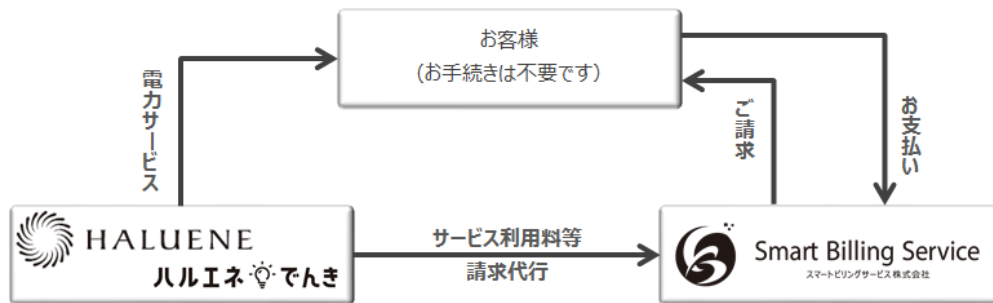 お客様
（お手続きは不要です）
電力サービス
ご請求
お支払い
HALUENE
ハルエネでんき
サービス利用料等
請求代行
Smart Billing Service
スマートビリングサービス株式会社